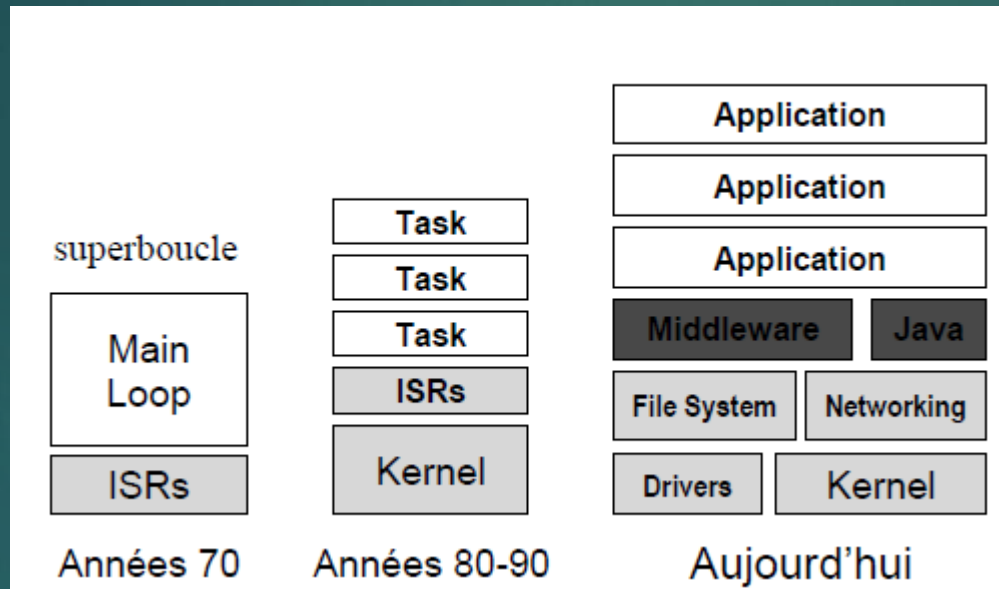 superboucle
Main
Loop
ISRs
Années 70
Task
Task
Task
ISRs
Kernel
Années 80-90
Application
Application
Application
Middleware Java
File System Networking
Drivers Kernel
Aujourd'hui